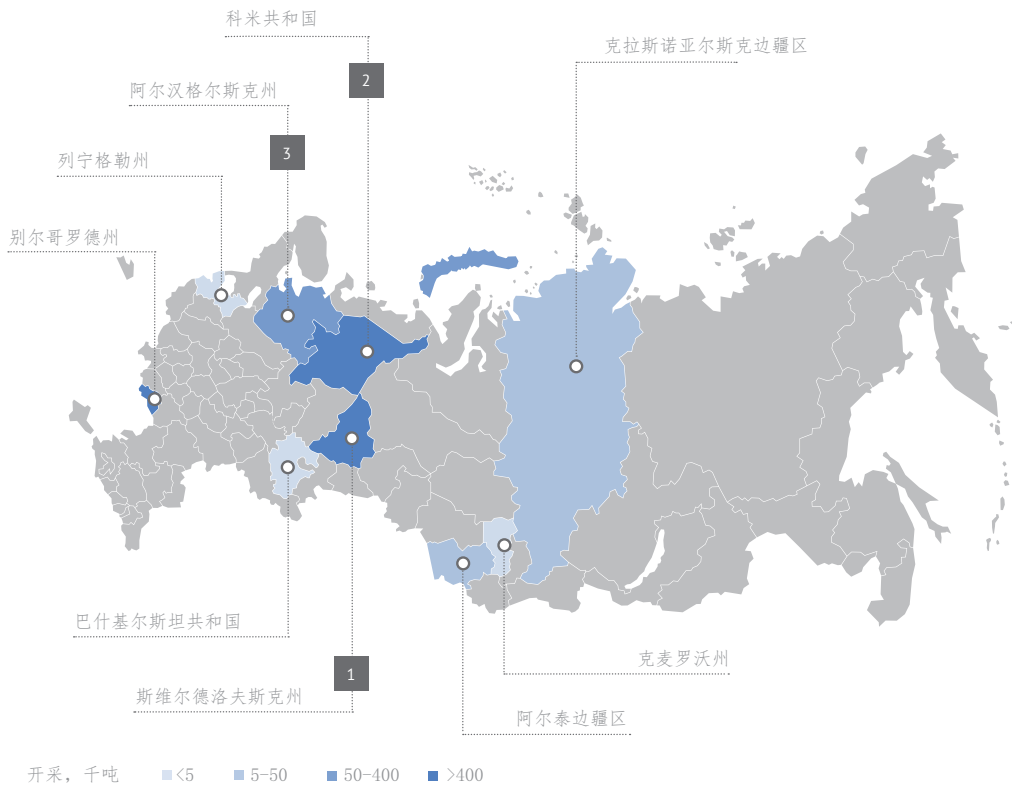 科米共和国
克拉斯诺亚尔斯克边疆区
2
阿尔汉格尔斯克州
3
列宁格勒州
别尔哥罗德州
巴什基尔斯坦共和国
克麦罗沃州
1
斯维尔德洛夫斯克州
阿尔泰边疆区
开采，千吨 <5 5-50 50-400 >400